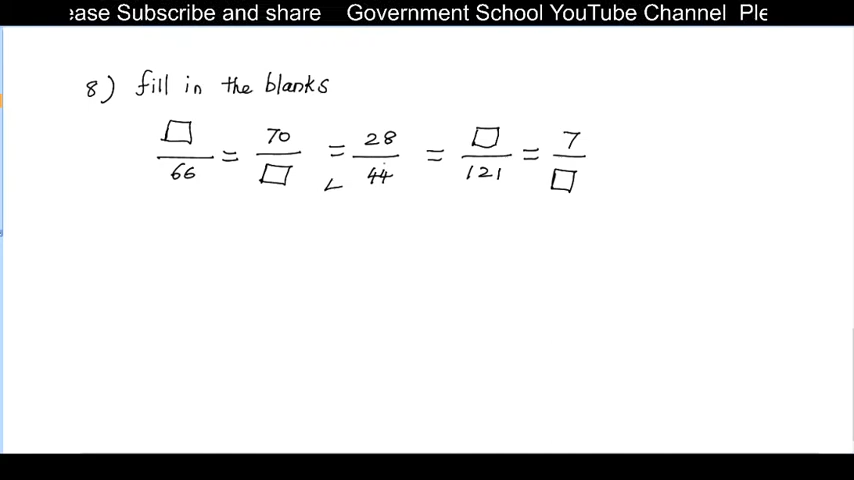 ease Subscribe and share    Government School YouTube Channel  Ple
8) fill in the blanks
□/66 = 70/□ = 28/44 = □/121 = 7/□